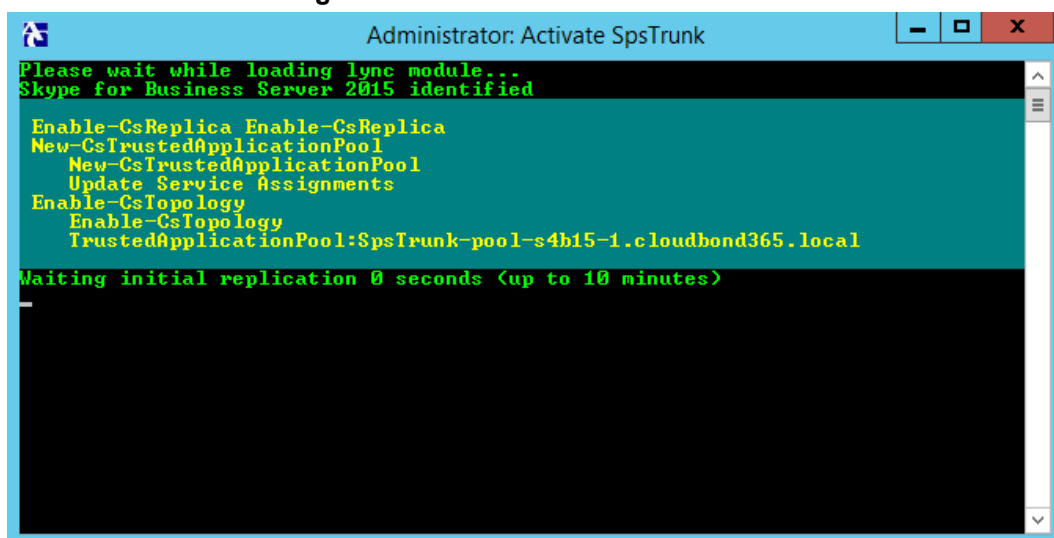 Administrator: Activate SpsTrunk
Please wait while loading lync module...
Skype for Business Server 2015 identified
Enable-CsReplica Enable-CsReplica
New-CsTrustedApplicationPool
New-CsTrustedApplicationPool
Update Service Assignments
Enable-CsTopology
Enable-CsTopology
TrustedApplicationPool:SpsTrunk-pool-s4b15-1.cloudbond365.local
Waiting initial replication 0 seconds (up to 10 minutes)